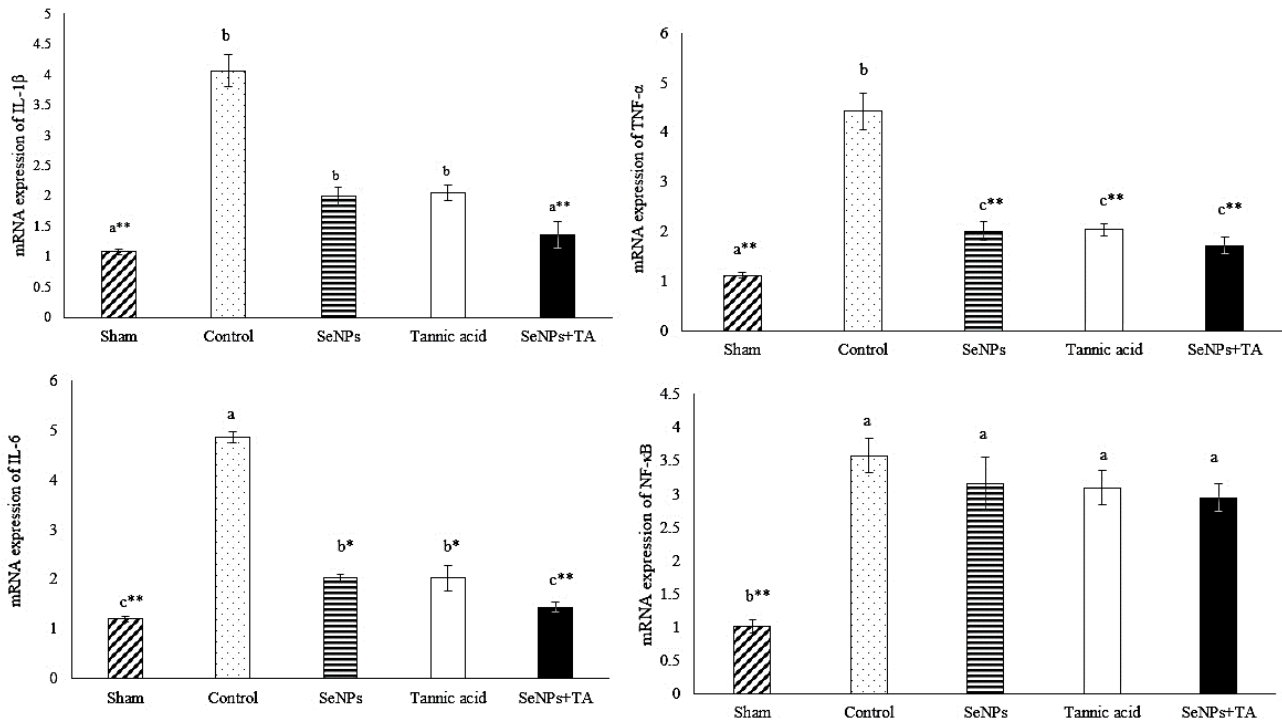 mRNA expression of IL-1β
5
4.5
4
3.5
3
2.5
2
1.5
1
0.5
0
a**
b
b
b
a**
Sham Control SeNPs Tannic acid SeNPs+TA
mRNA expression of TNF-α
6
5
4
3
2
1
0
a**
b
c**
c**
c**
Sham Control SeNPs Tannic acid SeNPs+TA
mRNA expression of IL-6
6
5
4
3
2
1
0
c**
a
b*
b*
c**
Sham Control SeNPs Tannic acid SeNPs+TA
mRNA expression of NF-κB
4.5
4
3.5
3
2.5
2
1.5
1
0.5
0
b**
a
a
a
a
Sham Control SeNPs Tannic acid SeNPs+TA